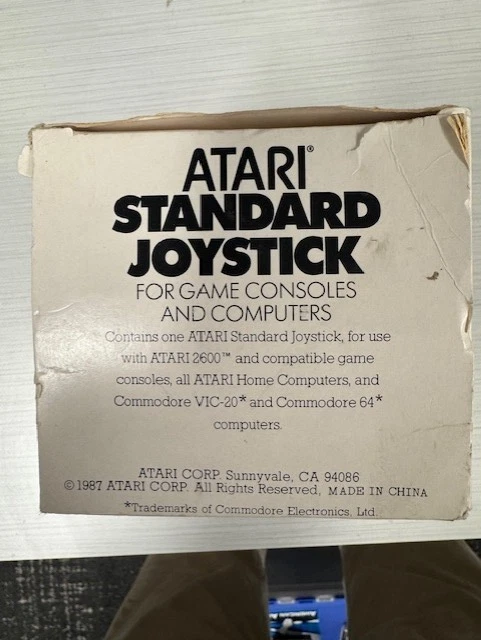 ATARI®
STANDARD
JOYSTICK
FOR GAME CONSOLES
AND COMPUTERS
Contains one ATARI Standard Joystick, for use
with ATARI 2600™ and compatible game
consoles, all ATARI Home Computers, and
Commodore VIC-20* and Commodore 64*
computers.
ATARI CORP. Sunnyvale, CA 94086
© 1987 ATARI CORP. All Rights Reserved, MADE IN CHINA
*Trademarks of Commodore Electronics, Ltd.